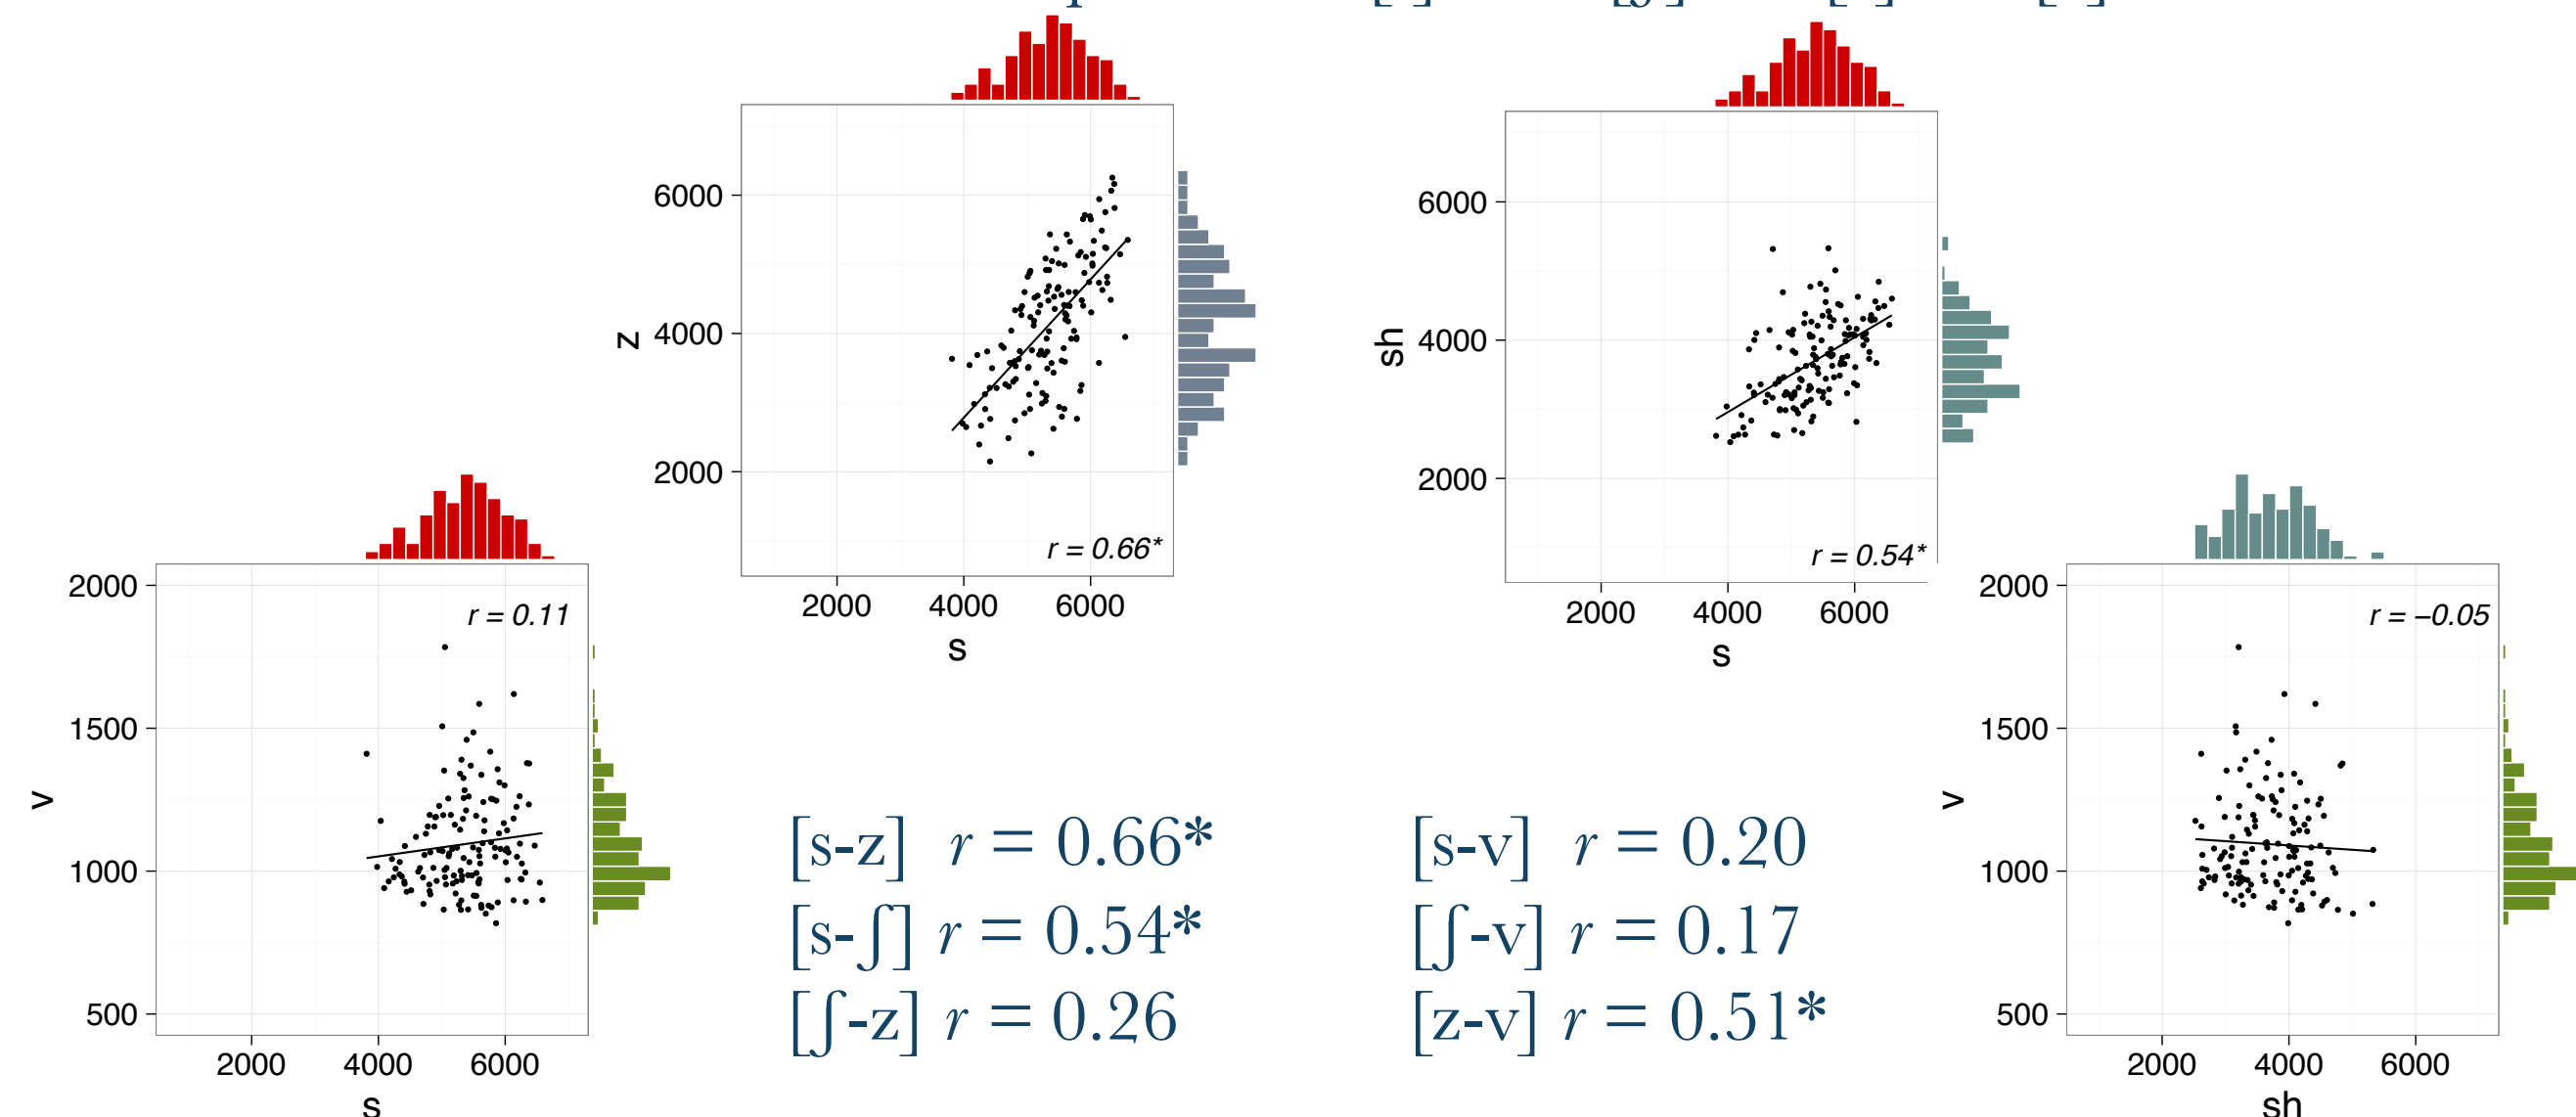 6000
4000
2000
z
r = 0.66*
2000 4000 6000
s
6000
4000
2000
sh
r = 0.54*
2000 4000 6000
s
2000
1500
1000
500
v
r = 0.11
2000 4000 6000
s
[s-z] r = 0.66*
[s-ʃ] r = 0.54*
[ʃ-z] r = 0.26
[s-v] r = 0.20
[ʃ-v] r = 0.17
[z-v] r = 0.51*
2000
1500
1000
500
v
r = −0.05
2000 4000 6000
sh